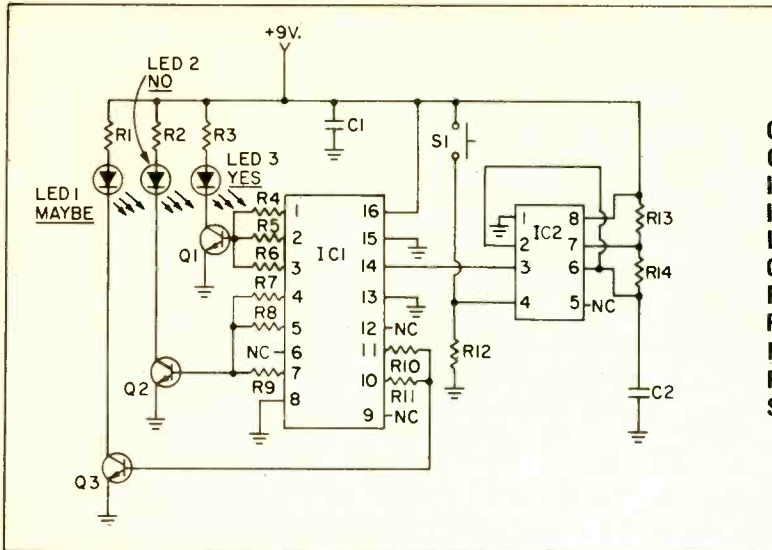 +9V.
LED 2
NO
R1
R2
R3
C1
S1
LED 3
YES
LED 1
MAYBE
R4
1
16
R5
2
IC1
15
R6
3
14
Q1
R7
4
13
R8
5
12
NC
NC
6
11
R10
R9
7
10
R11
8
9
NC
Q2
Q3
1
8
2
IC2
7
3
6
4
5
NC
R13
R14
R12
C2